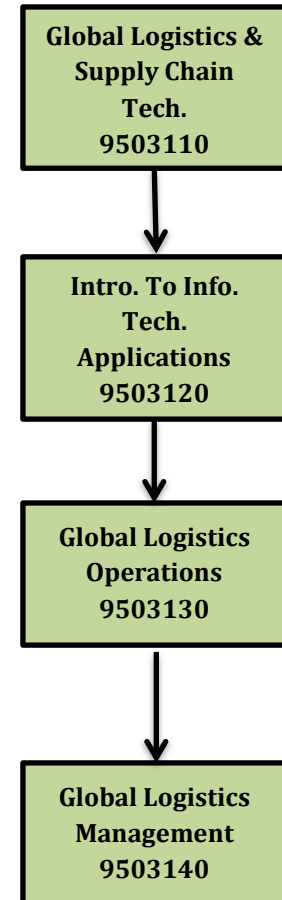 Global Logistics &
Supply Chain
Tech.
9503110
Intro. To Info.
Tech.
Applications
9503120
Global Logistics
Operations
9503130
Global Logistics
Management
9503140